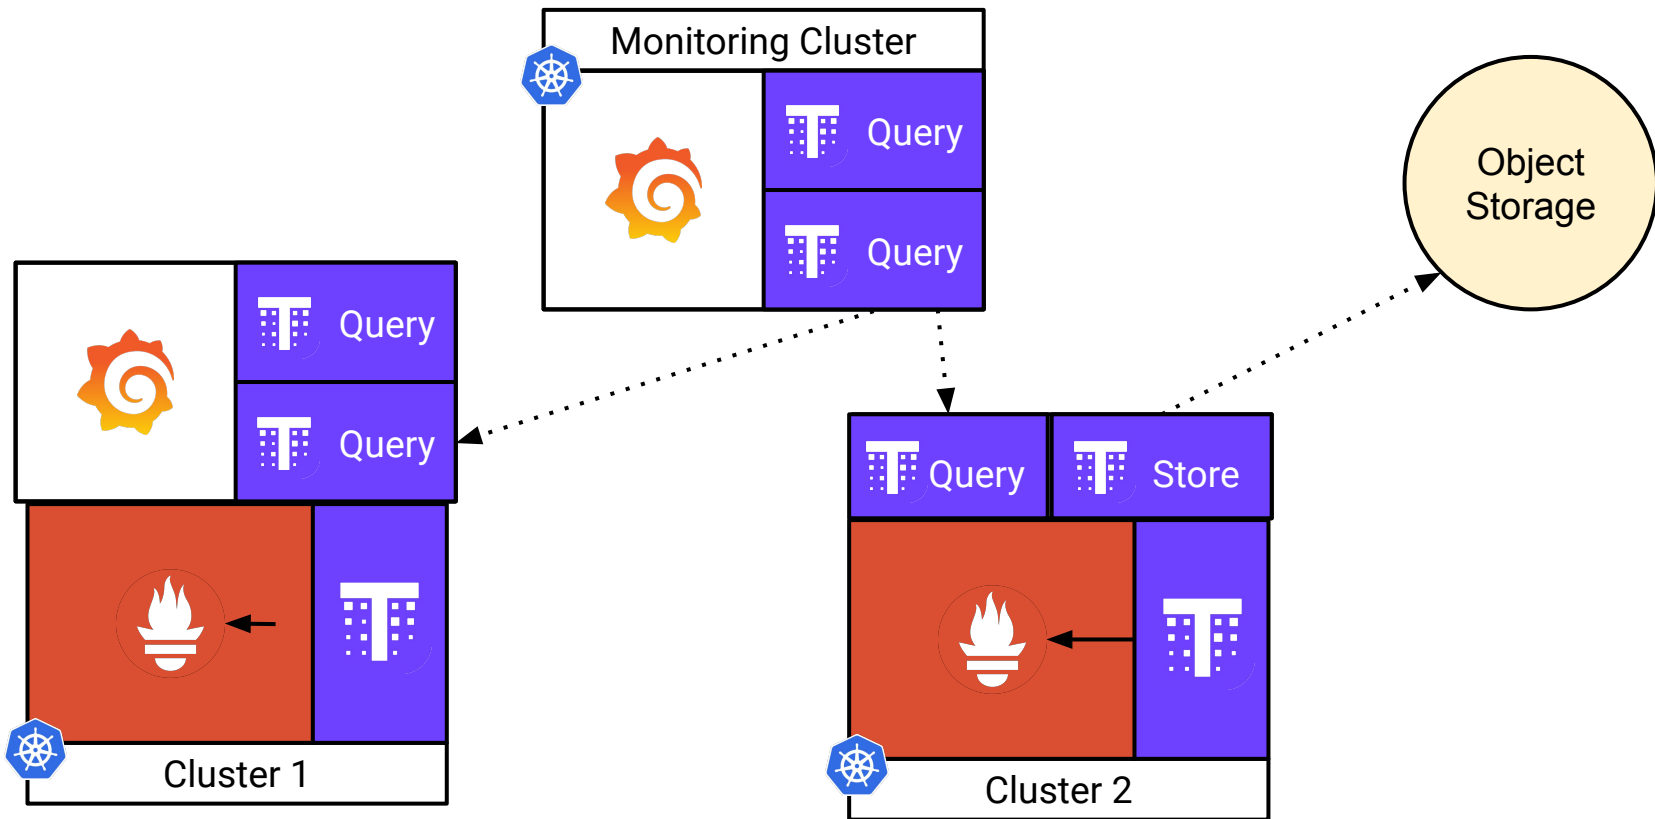 Monitoring Cluster
Query
Query
Object
Storage
Query
Query
Query
Store
Cluster 1
Cluster 2